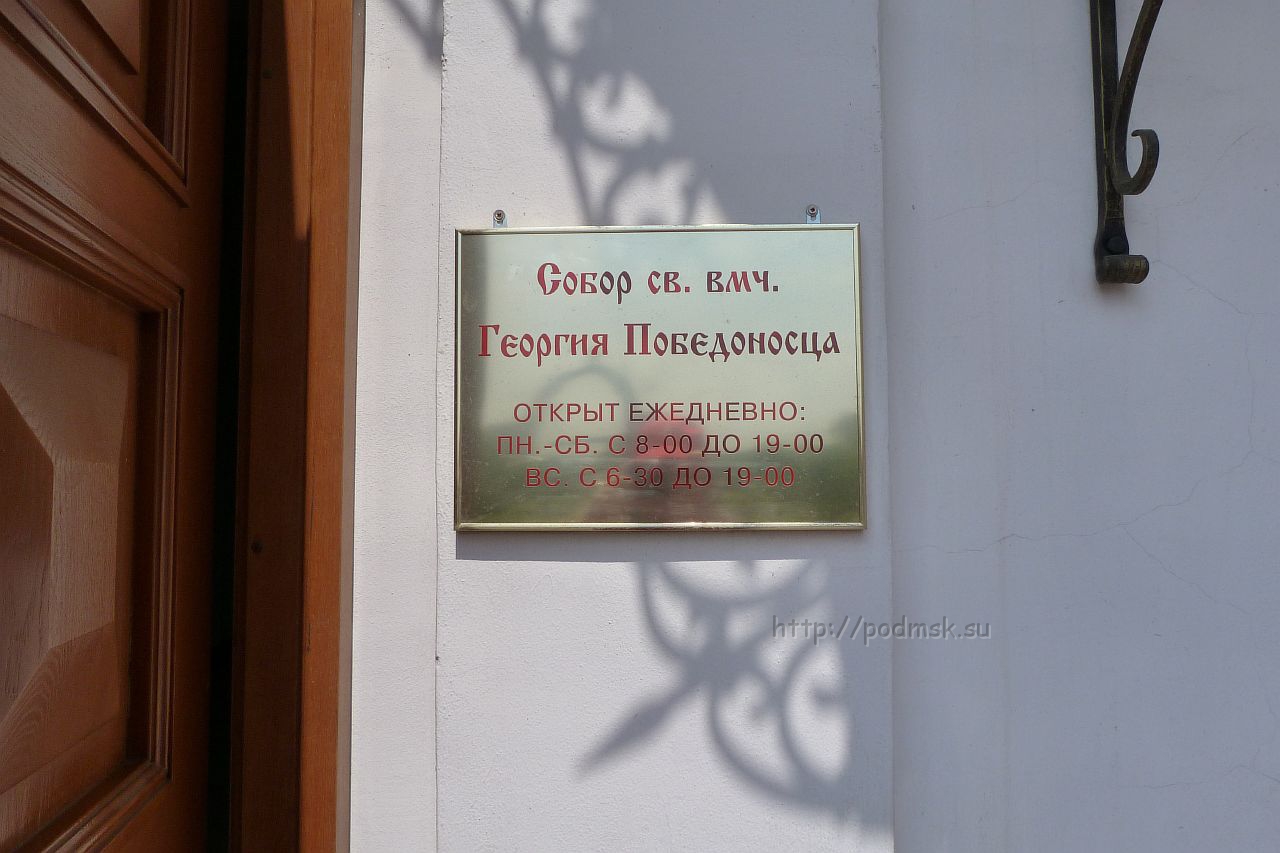 Собор св. вмч.
Георгия Победоносца
ОТКРЫТ ЕЖЕДНЕВНО:
ПН.-СБ. С 8-00 ДО 19-00
ВС. С 6-30 ДО 19-00
http://podmsk.su